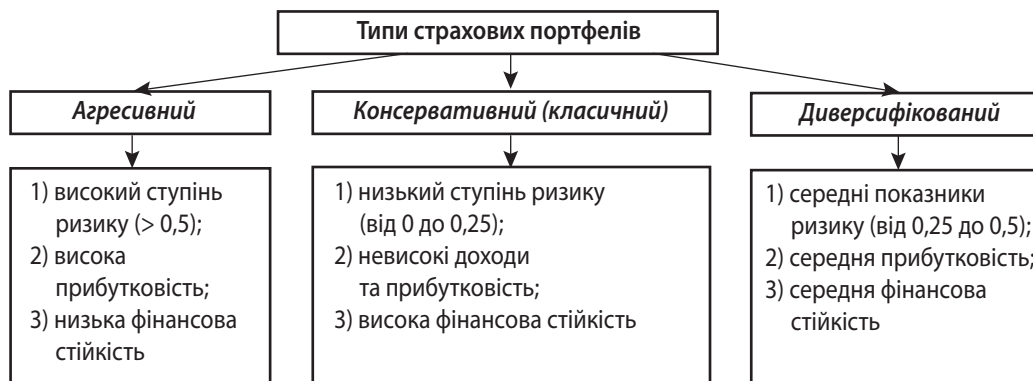 Типи страхових портфелів
Агресивний
Консервативний (класичний)
Диверсифікований
1) високий ступінь
ризику (> 0,5);
2) висока
прибутковість;
3) низька фінансова
стійкість
1) низький ступінь ризику
(від 0 до 0,25);
2) невисокі доходи
та прибутковість;
3) висока фінансова стійкість
1) середні показники
ризику (від 0,25 до 0,5);
2) середня прибутковість;
3) середня фінансова
стійкість